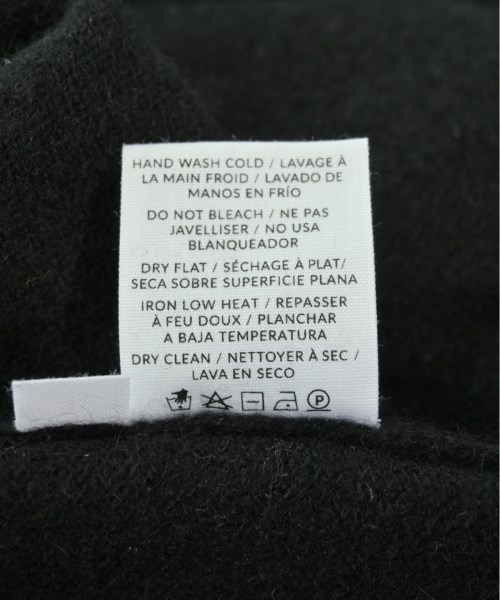 HAND WASH COLD / LAVAGE À
LA MAIN FROID / LAVADO DE
MANOS EN FRÍO
DO NOT BLEACH / NE PAS
JAVELLISER / NO USA
BLANQUEADOR
DRY FLAT / SÉCHAGE À PLAT/
SECA SOBRE SUPERFICIE PLANA
IRON LOW HEAT / REPASSER
À FEU DOUX / PLANCHAR
A BAJA TEMPERATURA
DRY CLEAN / NETTOYER À SEC /
LAVA EN SECO
P